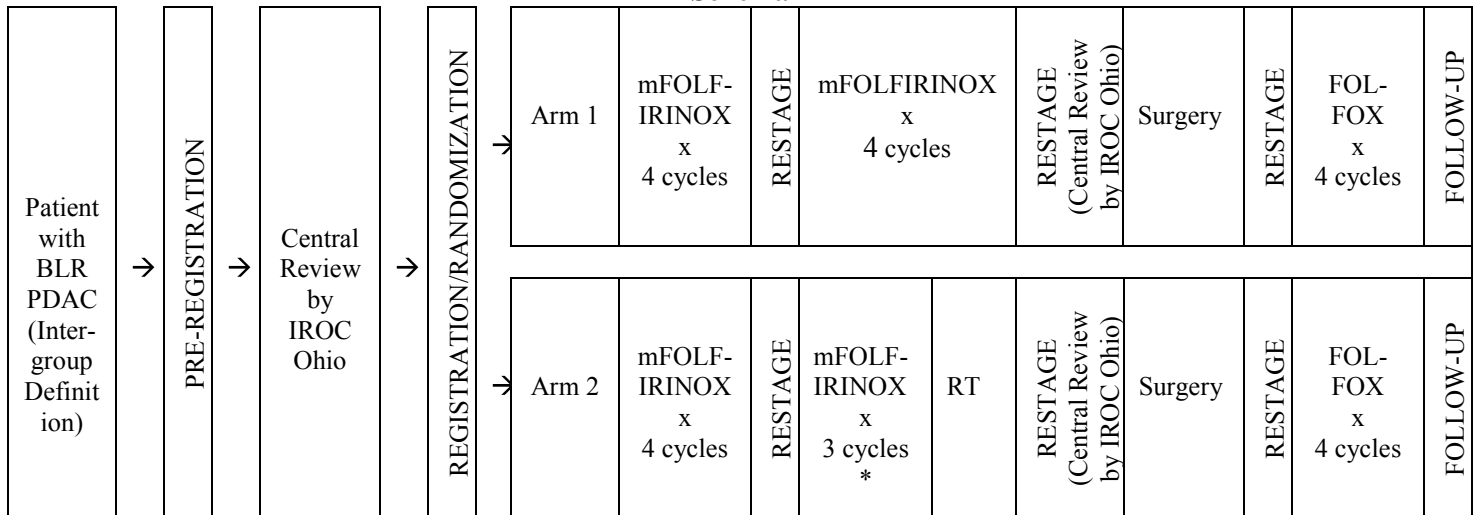 Patient
with
BLR
PDAC
(Inter-
group
Definit
ion)
→
PRE-REGISTRATION
→
Central
Review
by
IROC
Ohio
→
REGISTRATION/RANDOMIZATION
→
Arm 1
mFOLF-
IRINOX
x
4 cycles
RESTAGE
mFOLFIRINOX
x
4 cycles
RESTAGE
(Central Review
by IROC Ohio)
Surgery
RESTAGE
FOL-
FOX
x
4 cycles
FOLLOW-UP
→
Arm 2
mFOLF-
IRINOX
x
4 cycles
RESTAGE
mFOLF-
IRINOX
x
3 cycles
*
RT
RESTAGE
(Central Review
by IROC Ohio)
Surgery
RESTAGE
FOL-
FOX
x
4 cycles
FOLLOW-UP